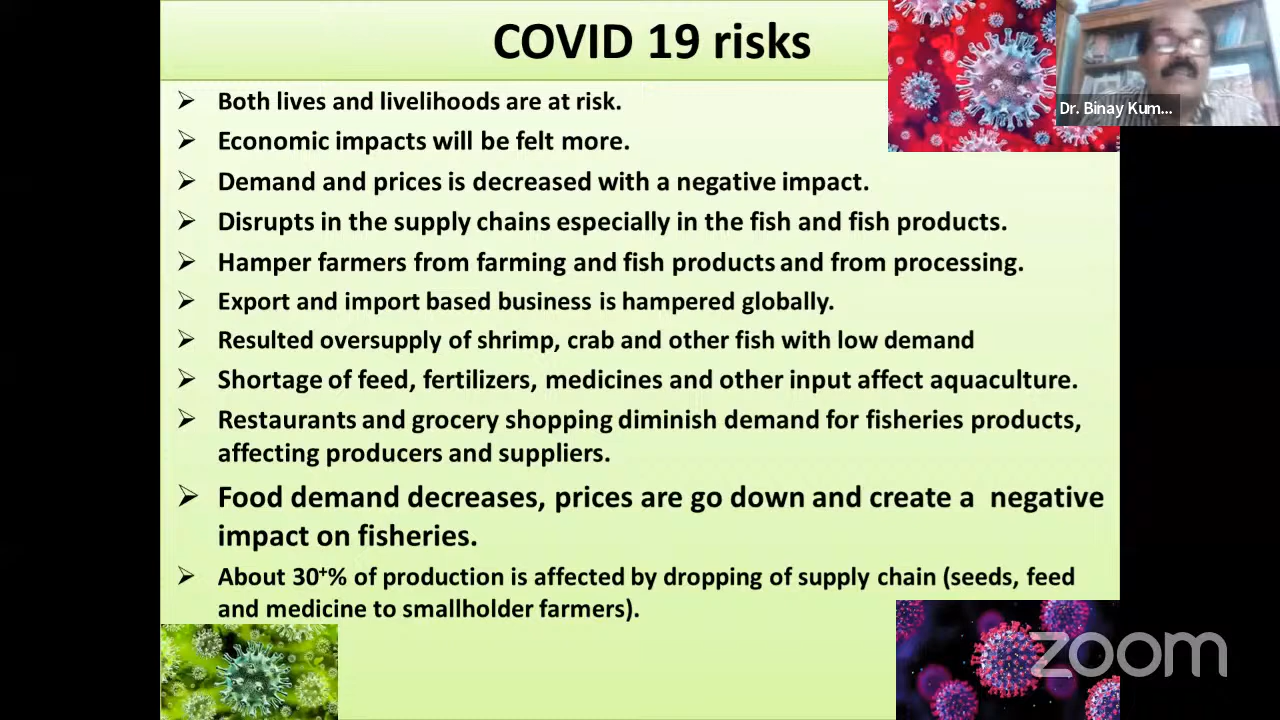 COVID 19 risks
Dr. Binay Kum...
➢ Both lives and livelihoods are at risk.
➢ Economic impacts will be felt more.
➢ Demand and prices is decreased with a negative impact.
➢ Disrupts in the supply chains especially in the fish and fish products.
➢ Hamper farmers from farming and fish products and from processing.
➢ Export and import based business is hampered globally.
➢ Resulted oversupply of shrimp, crab and other fish with low demand
➢ Shortage of feed, fertilizers, medicines and other input affect aquaculture.
➢ Restaurants and grocery shopping diminish demand for fisheries products,
affecting producers and suppliers.
➢ Food demand decreases, prices are go down and create a negative
impact on fisheries.
➢ About 30⁺% of production is affected by dropping of supply chain (seeds, feed
and medicine to smallholder farmers).
zoom